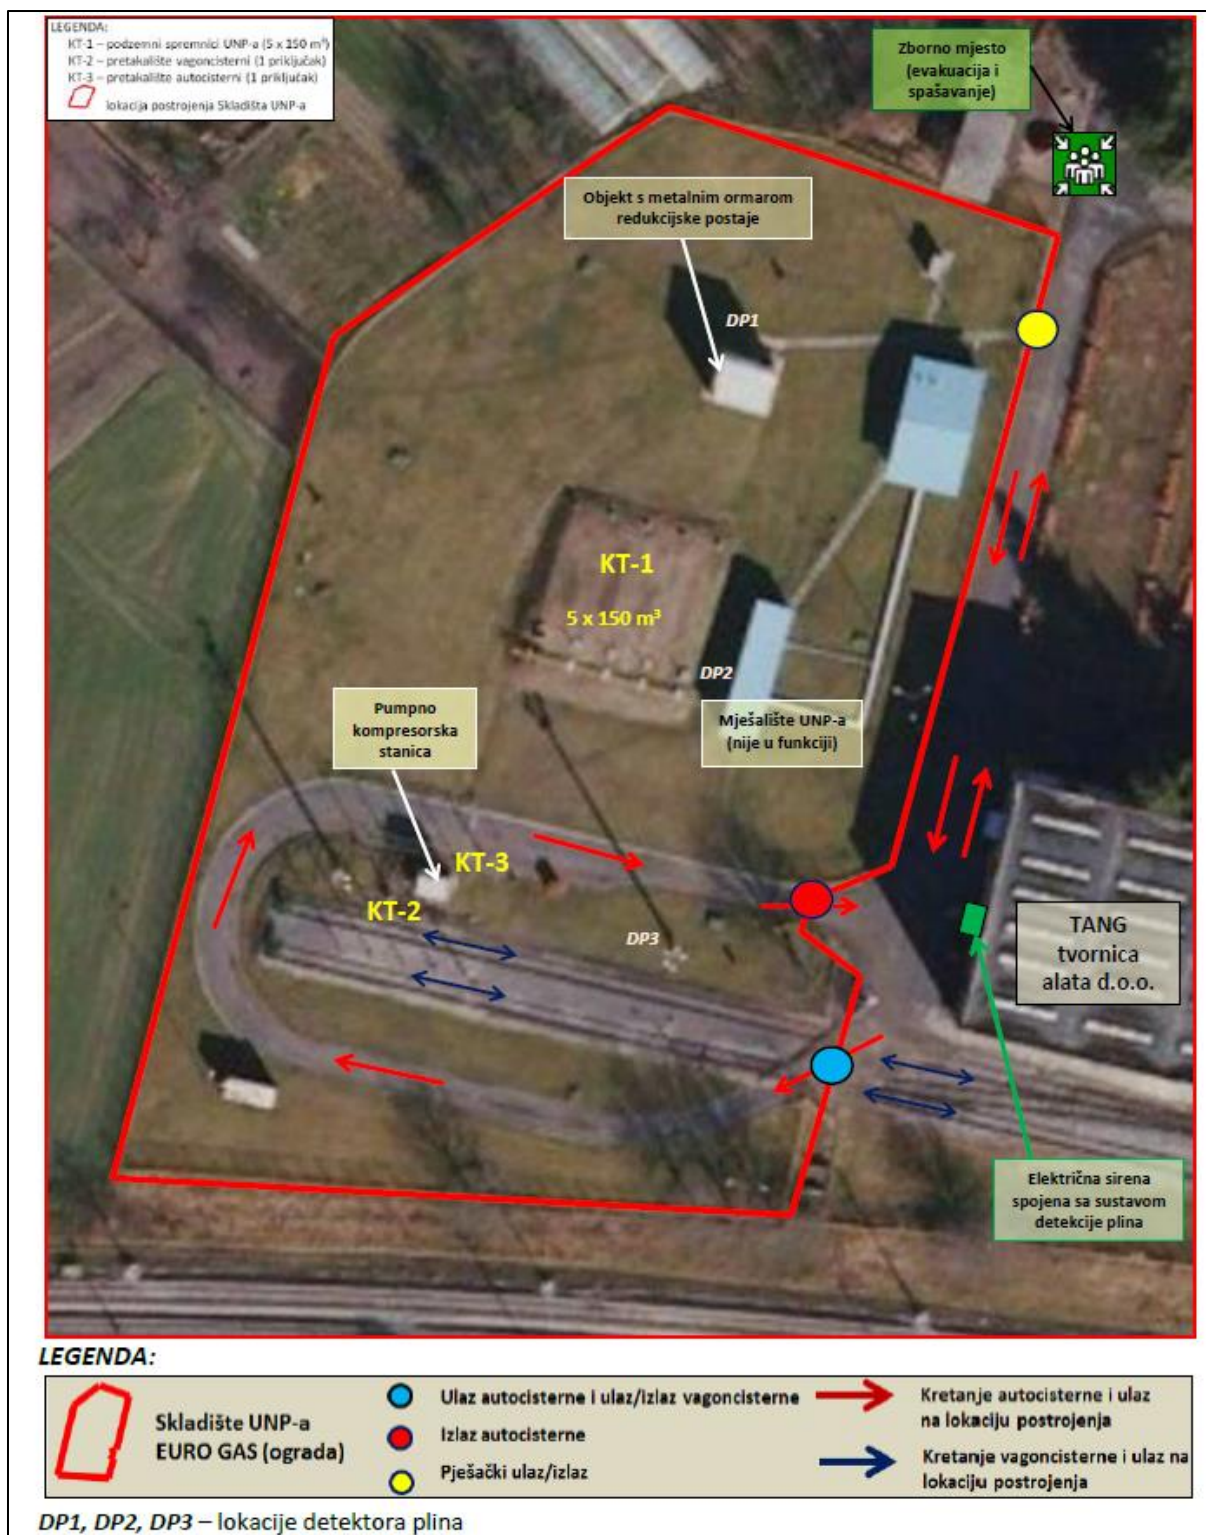 LEGENDA:
KT-1 – podzemni spremnici UNP-a (5 x 150 m³)
KT-2 – pretakalište vagoncisterni (1 priključak)
KT-3 – pretakalište autocisterni (1 priključak)
lokacija postrojenja Skladišta UNP-a
Zborno mjesto
(evakuacija i
spašavanje)
Objekt s metalnim ormarom
redukcijske postaje
DP1
KT-1
5 x 150 m³
DP2
Pumpno
kompresorska
stanica
Mješalište UNP-a
(nije u funkciji)
KT-3
KT-2
DP3
TANG
tvornica
alata d.o.o.
Električna sirena
spojena sa sustavom
detekcije plina
LEGENDA:
Skladište UNP-a
EURO GAS (ograda)
Ulaz autocisterne i ulaz/izlaz vagoncisterne
Izlaz autocisterne
Pješački ulaz/izlaz
Kretanje autocisterne i ulaz
na lokaciju postrojenja
Kretanje vagoncisterne i ulaz na
lokaciju postrojenja
DP1, DP2, DP3 – lokacije detektora plina